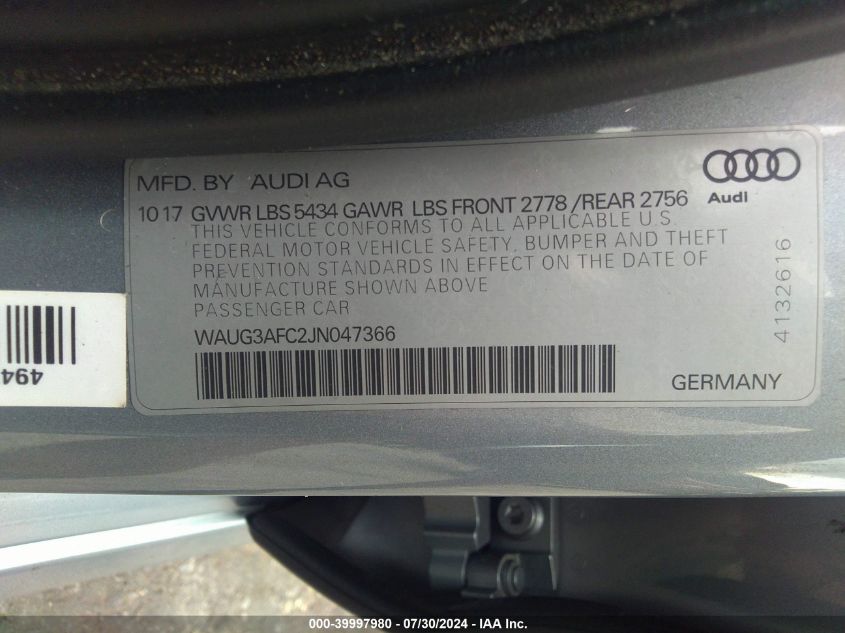 MFD. BY AUDI AG
Audi
10 17 GVWR LBS 5434 GAWR LBS FRONT 2778 /REAR 2756
THIS VEHICLE CONFORMS TO ALL APPLICABLE U.S.
FEDERAL MOTOR VEHICLE SAFETY, BUMPER AND THEFT
PREVENTION STANDARDS IN EFFECT ON THE DATE OF
MANUFACTURE SHOWN ABOVE
PASSENGER CAR
WAUG3AFC2JN047366
GERMANY
4132616
494
000-39997980 - 07/30/2024 - IAA Inc.